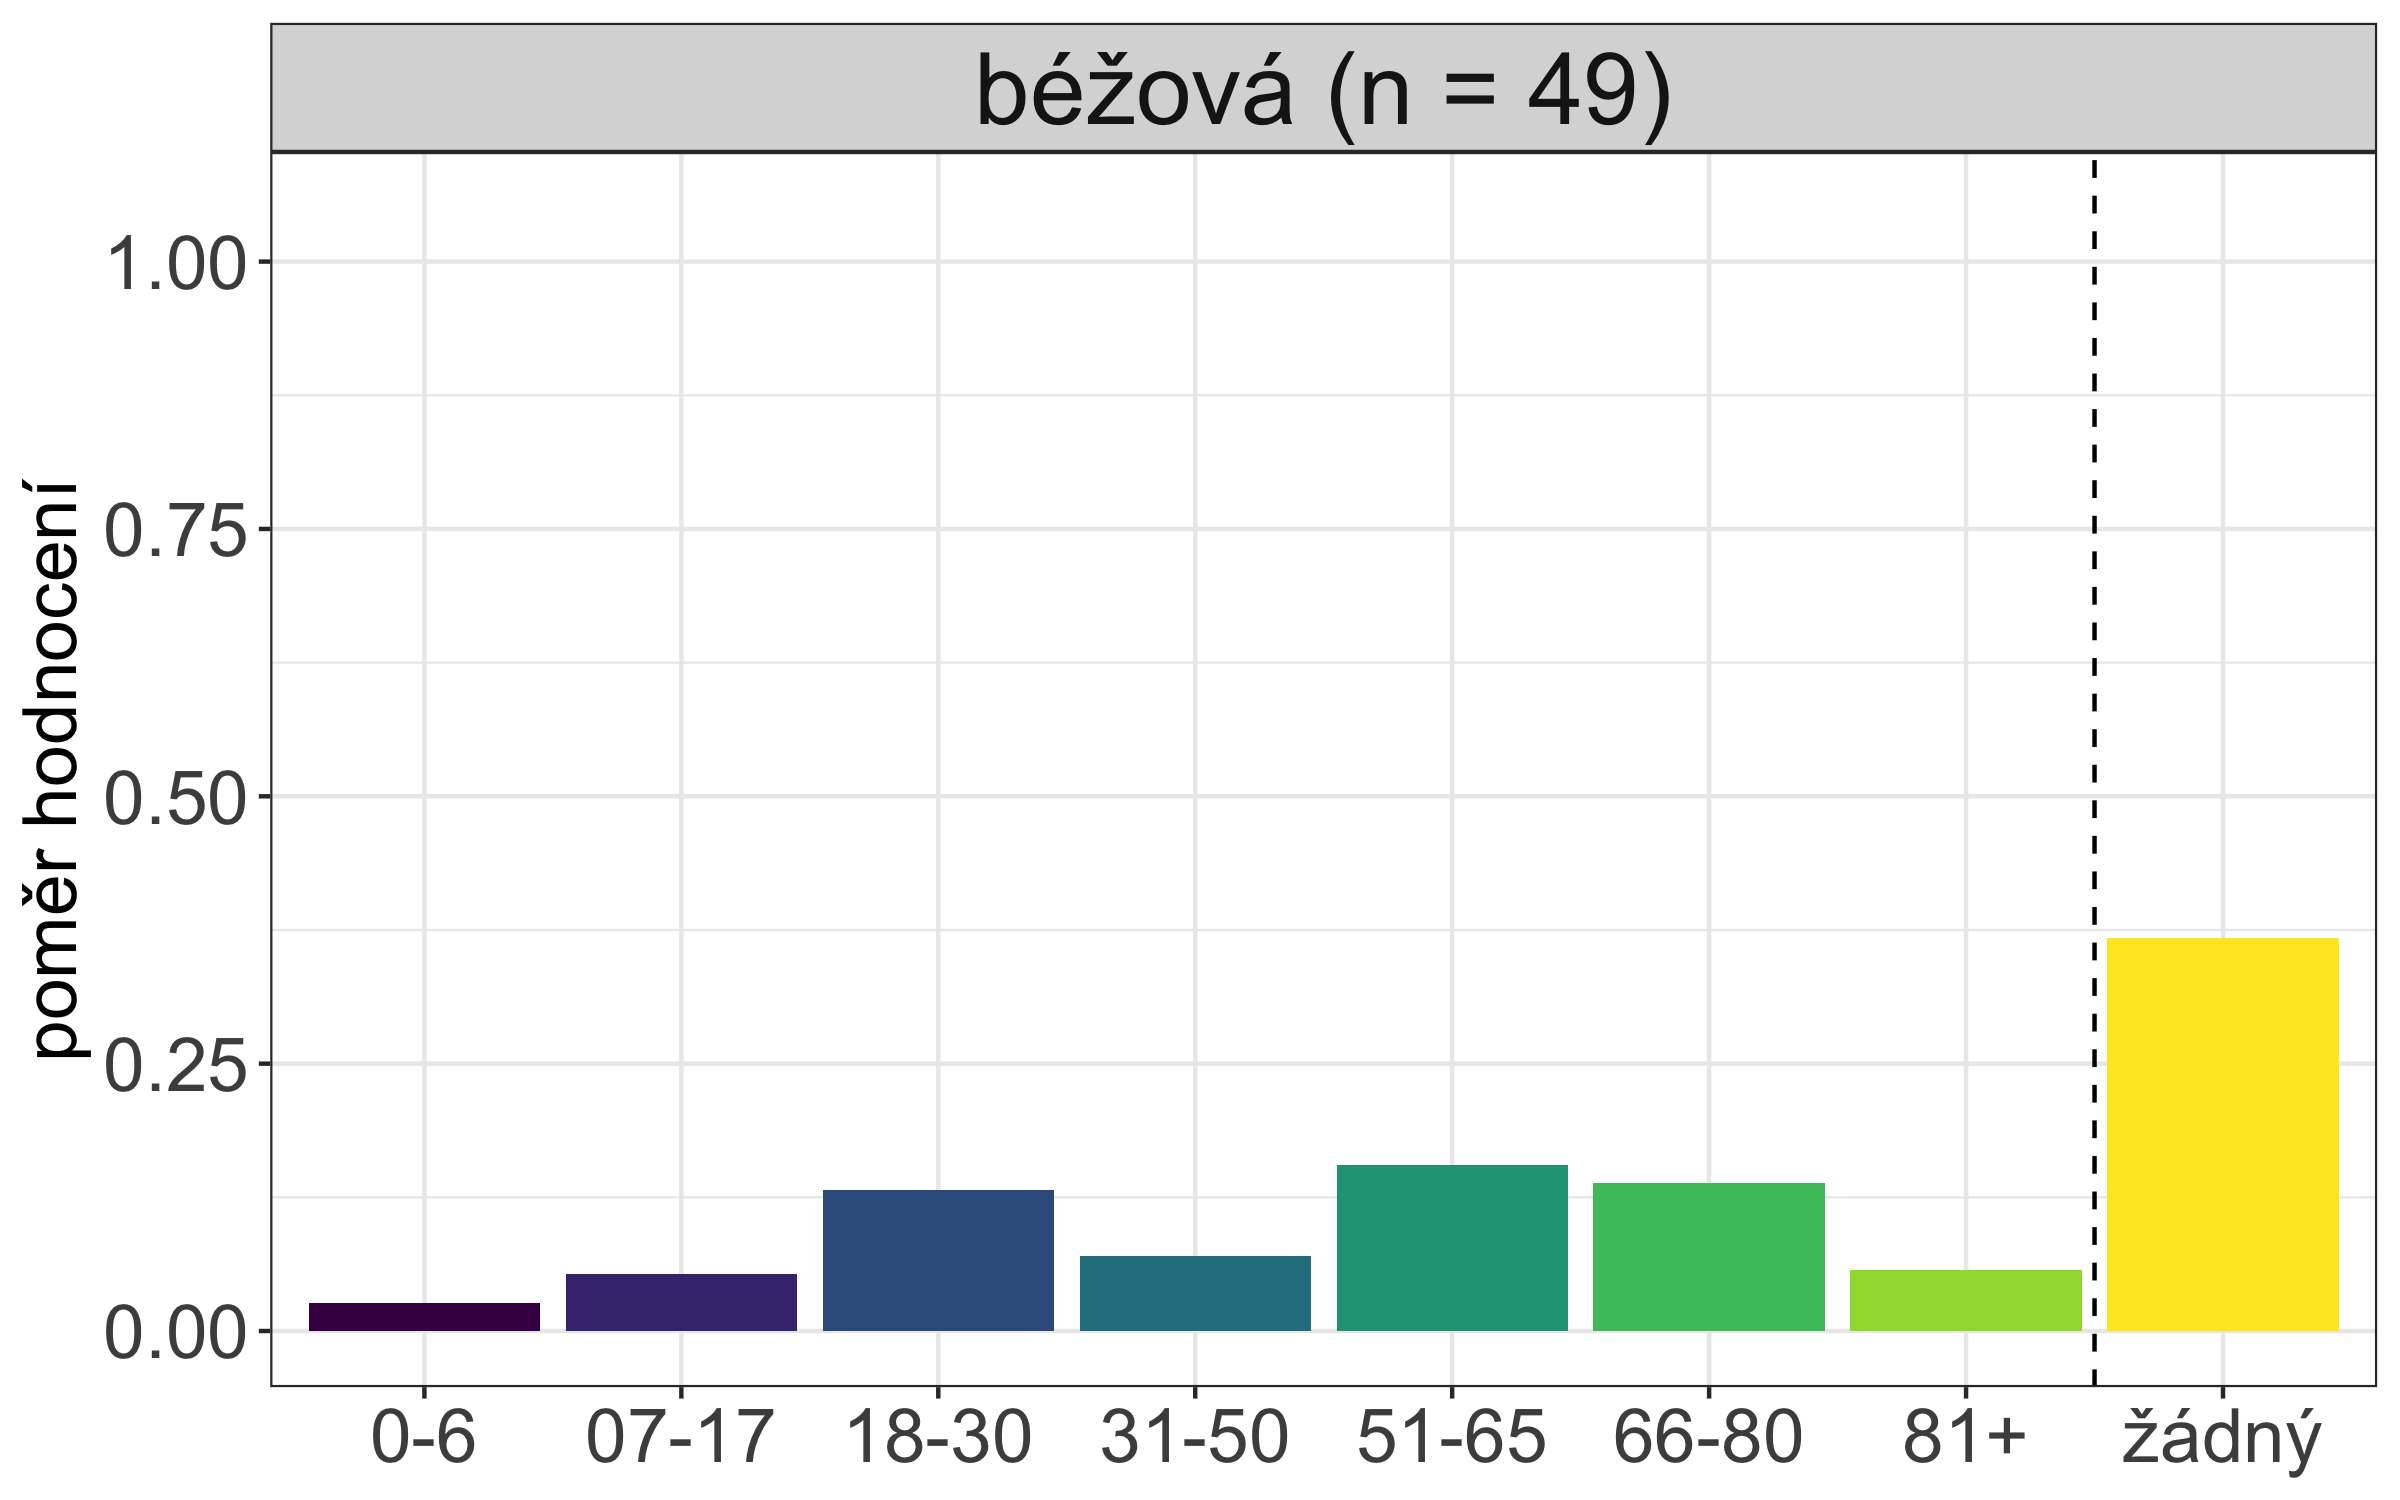 béžová (n = 49)
poměr hodnocení
1.00
0.75
0.50
0.25
0.00
0-6 07-17 18-30 31-50 51-65 66-80 81+ žádný